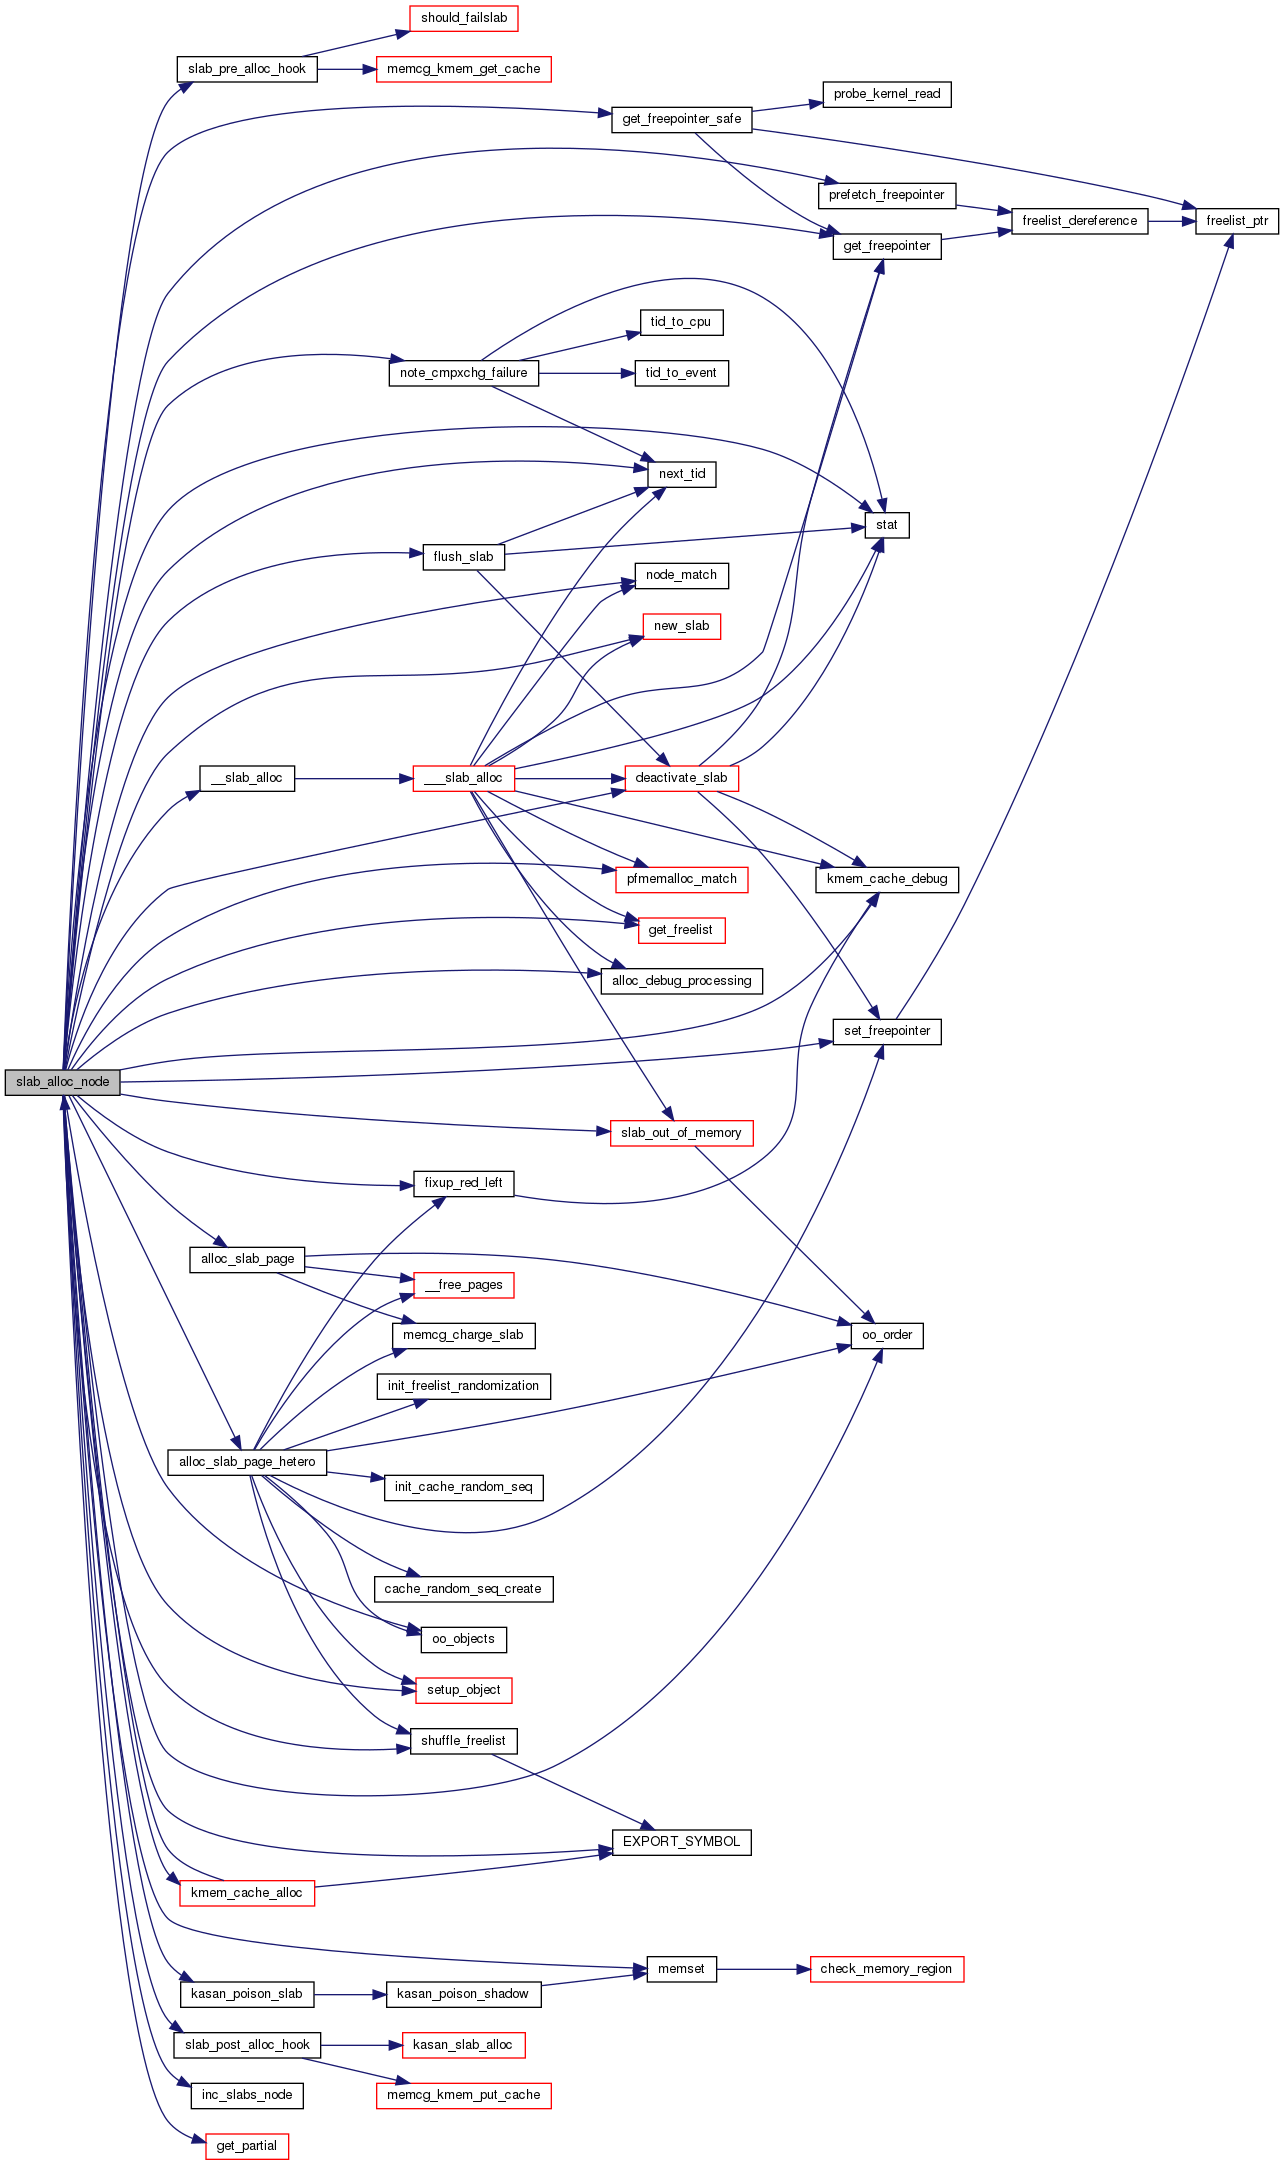 should_failslab
slab_pre_alloc_hook
memcg_kmem_get_cache
probe_kernel_read
get_freepointer_safe
prefetch_freepointer
freelist_dereference
freelist_ptr
get_freepointer
tid_to_cpu
note_cmpxchg_failure
tid_to_event
next_tid
stat
flush_slab
node_match
new_slab
__slab_alloc
___slab_alloc
deactivate_slab
pfmemalloc_match
kmem_cache_debug
get_freelist
alloc_debug_processing
set_freepointer
slab_alloc_node
slab_out_of_memory
fixup_red_left
alloc_slab_page
__free_pages
memcg_charge_slab
oo_order
init_freelist_randomization
alloc_slab_page_hetero
init_cache_random_seq
cache_random_seq_create
oo_objects
setup_object
shuffle_freelist
EXPORT_SYMBOL
kmem_cache_alloc
memset
check_memory_region
kasan_poison_slab
kasan_poison_shadow
slab_post_alloc_hook
kasan_slab_alloc
inc_slabs_node
memcg_kmem_put_cache
get_partial